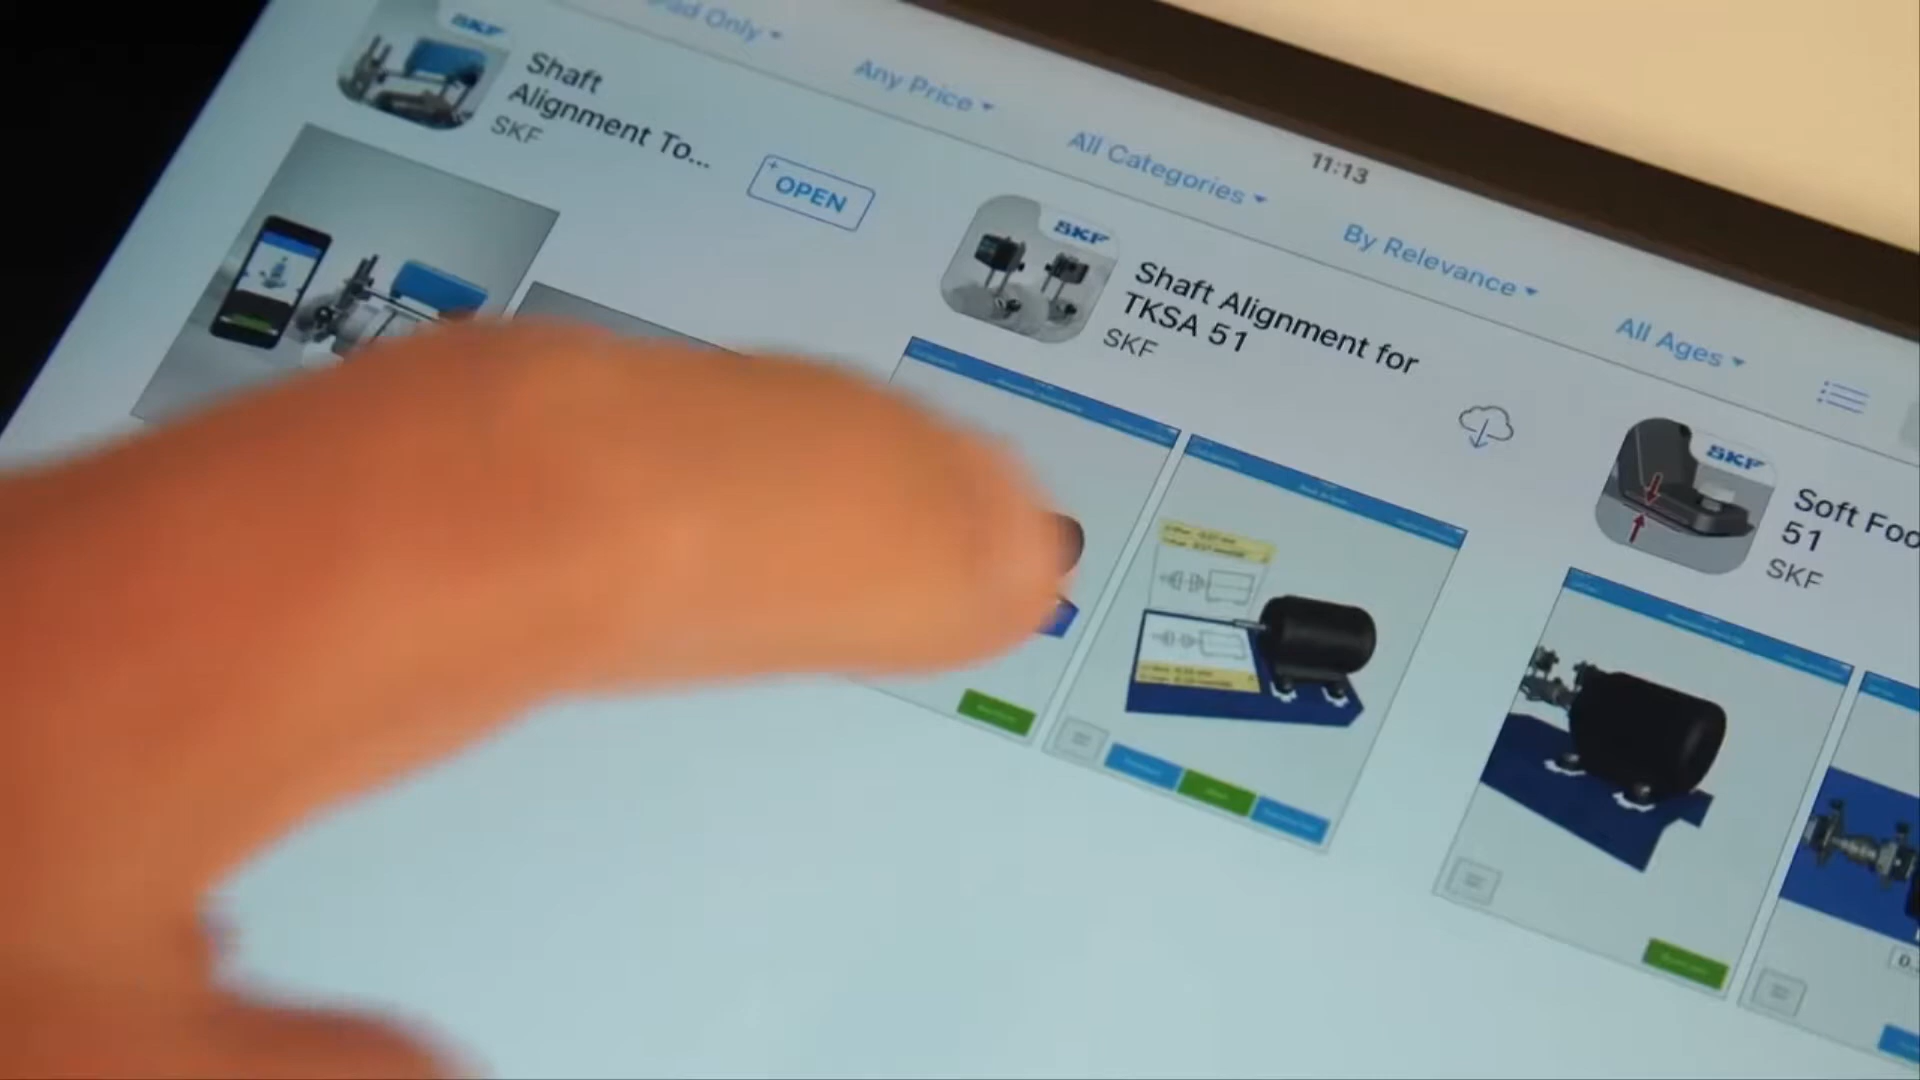 iPad Only
Any Price
All Categories
By Relevance
All Ages
11:13
SKF
Shaft
Alignment To...
SKF
OPEN
SKF
Shaft Alignment for
TKSA 51
SKF
SKF
Soft Foo
51
SKF